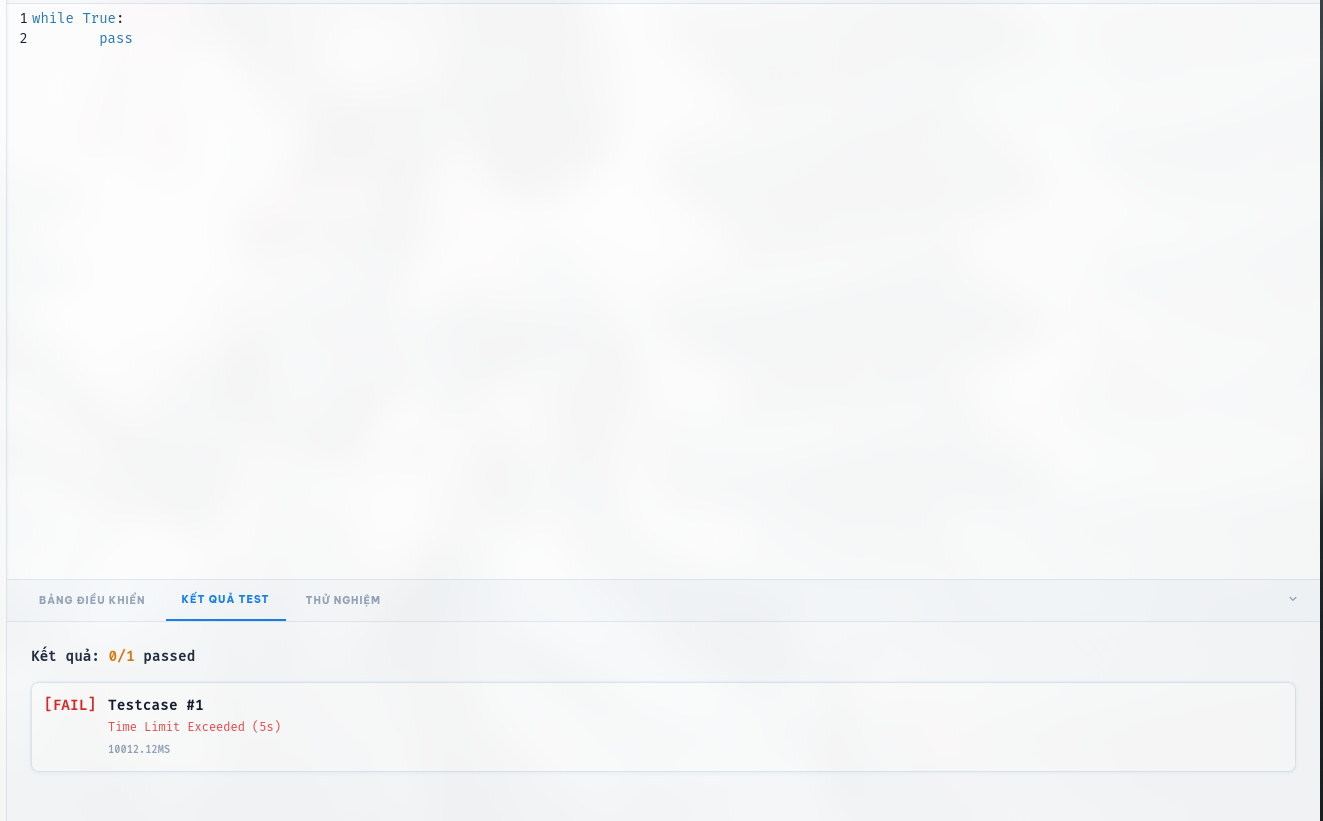 1 while True:
2         pass
BẢNG ĐIỀU KHIỂN KẾT QUẢ TEST THỬ NGHIỆM
Kết quả: 0/1 passed
[FAIL] Testcase #1
Time Limit Exceeded (5s)
10012.12MS